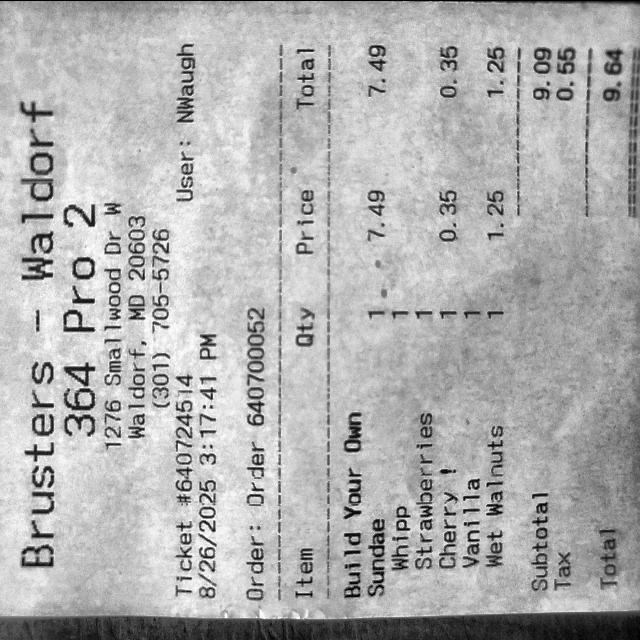 Brusters - Waldorf
364 Pro 2
1276 Smallwood Dr W
Waldorf, MD 20603
(301) 705-5726
Ticket #640724514 User: NWaugh
8/26/2025 3:17:41 PM
Order: Order 640700052
Item Qty Price Total
Build Your Own
Sundae 1 7.49 7.49
Whipp 1
Strawberries 1
Cherry ! 1 0.35 0.35
Vanilla 1
Wet Walnuts 1 1.25 1.25
Subtotal 9.09
Tax 0.55
Total 9.64